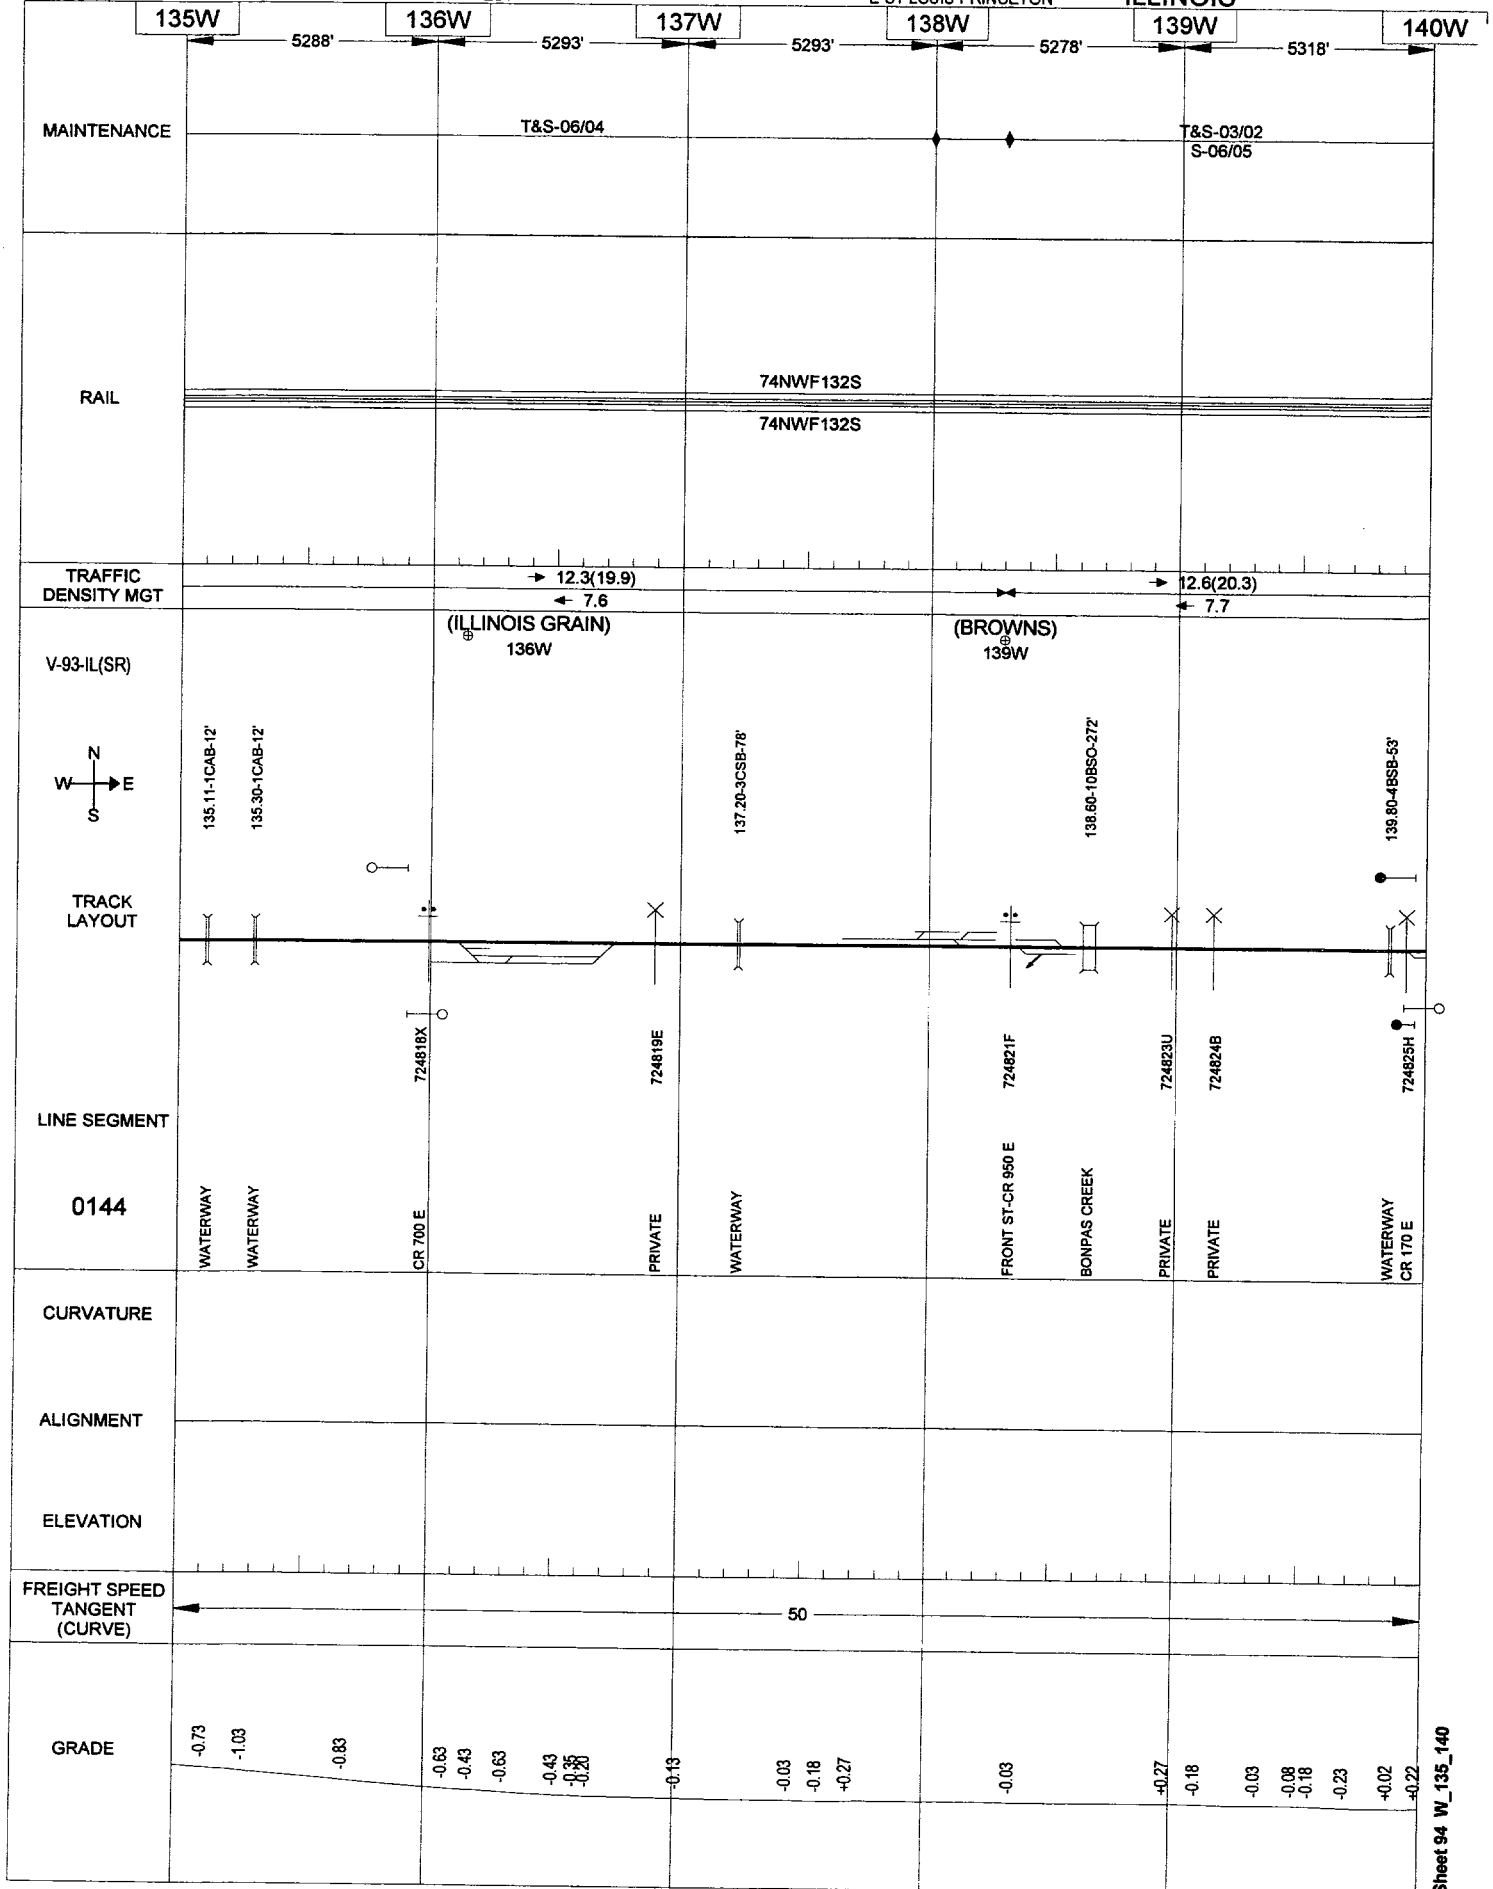 ILLINOIS
135W 136W 137W 138W 139W 140W
5288' 5293' 5293' 5278' 5318'
MAINTENANCE
T&S-06/04
T&S-03/02
S-06/05
RAIL
74NWF132S
74NWF132S
TRAFFIC
DENSITY MGT
12.3(19.9)
7.6
12.6(20.3)
7.7
(ILLINOIS GRAIN)
136W
(BROWNS)
139W
V-93-IL(SR)
N
W E
S
135.11-1CAB-12'
135.30-1CAB-12'
137.20-3CSB-78'
138.60-10BSO-272'
139.80-4BSB-53'
TRACK
LAYOUT
724818X
724819E
724821F
724823U
724824B
724825H
LINE SEGMENT
0144
WATERWAY
WATERWAY
CR 700 E
PRIVATE
WATERWAY
FRONT ST-CR 950 E
BONPAS CREEK
PRIVATE
PRIVATE
WATERWAY
CR 170 E
CURVATURE
ALIGNMENT
ELEVATION
FREIGHT SPEED
TANGENT
(CURVE)
50
GRADE
-0.73
-1.03
-0.83
-0.63
-0.43
-0.63
-0.43
-0.35
-0.20
-0.13
-0.03
-0.18
+0.27
-0.03
+0.27
-0.18
-0.03
-0.08
-0.18
-0.23
+0.02
+0.22
Sheet 94 W_135_140